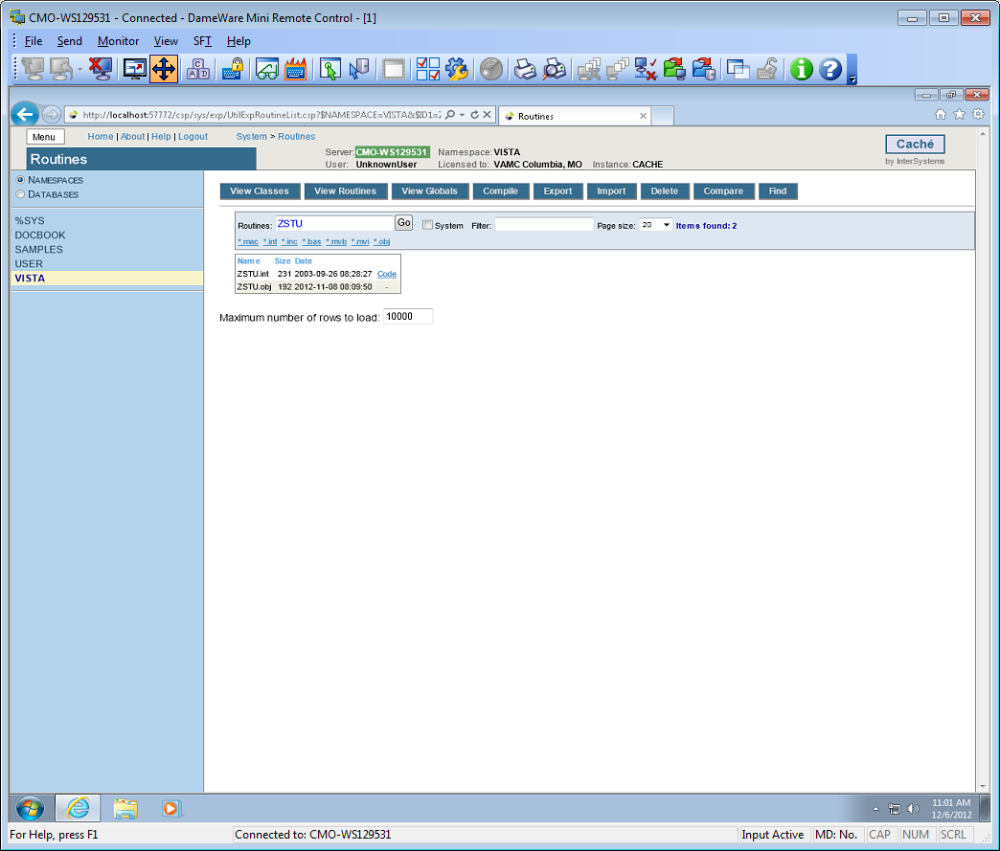 CMO-WS129531 - Connected - DameWare Mini Remote Control - [1]
File Send Monitor View SFT Help
http://localhost:57772/csp/sys/exp/UtilExpRoutineList.csp?$NAMESPACE=VISTA&$ID1=Z
Routines
Menu
Home | About | Help | Logout
System > Routines
Routines
Server: CMO-WS129531 Namespace: VISTA
User: UnknownUser Licensed to: VAMC Columbia, MO Instance: CACHE
Caché
by InterSystems
NAMESPACES
DATABASES
%SYS
DOCBOOK
SAMPLES
USER
VISTA
View Classes View Routines View Globals Compile Export Import Delete Compare Find
Routines: ZSTU Go System Filter: Page size: 20 Items found: 2
*.mac *.int *.inc *.bas *.mvb *.mvi *.obj
Name Size Date
ZSTU.int 231 2003-09-26 08:28:27 Code
ZSTU.obj 192 2012-11-08 08:09:50 -
Maximum number of rows to load: 10000
11:01 AM
12/6/2012
For Help, press F1 Connected to: CMO-WS129531 Input Active MD: No. CAP NUM SCRL